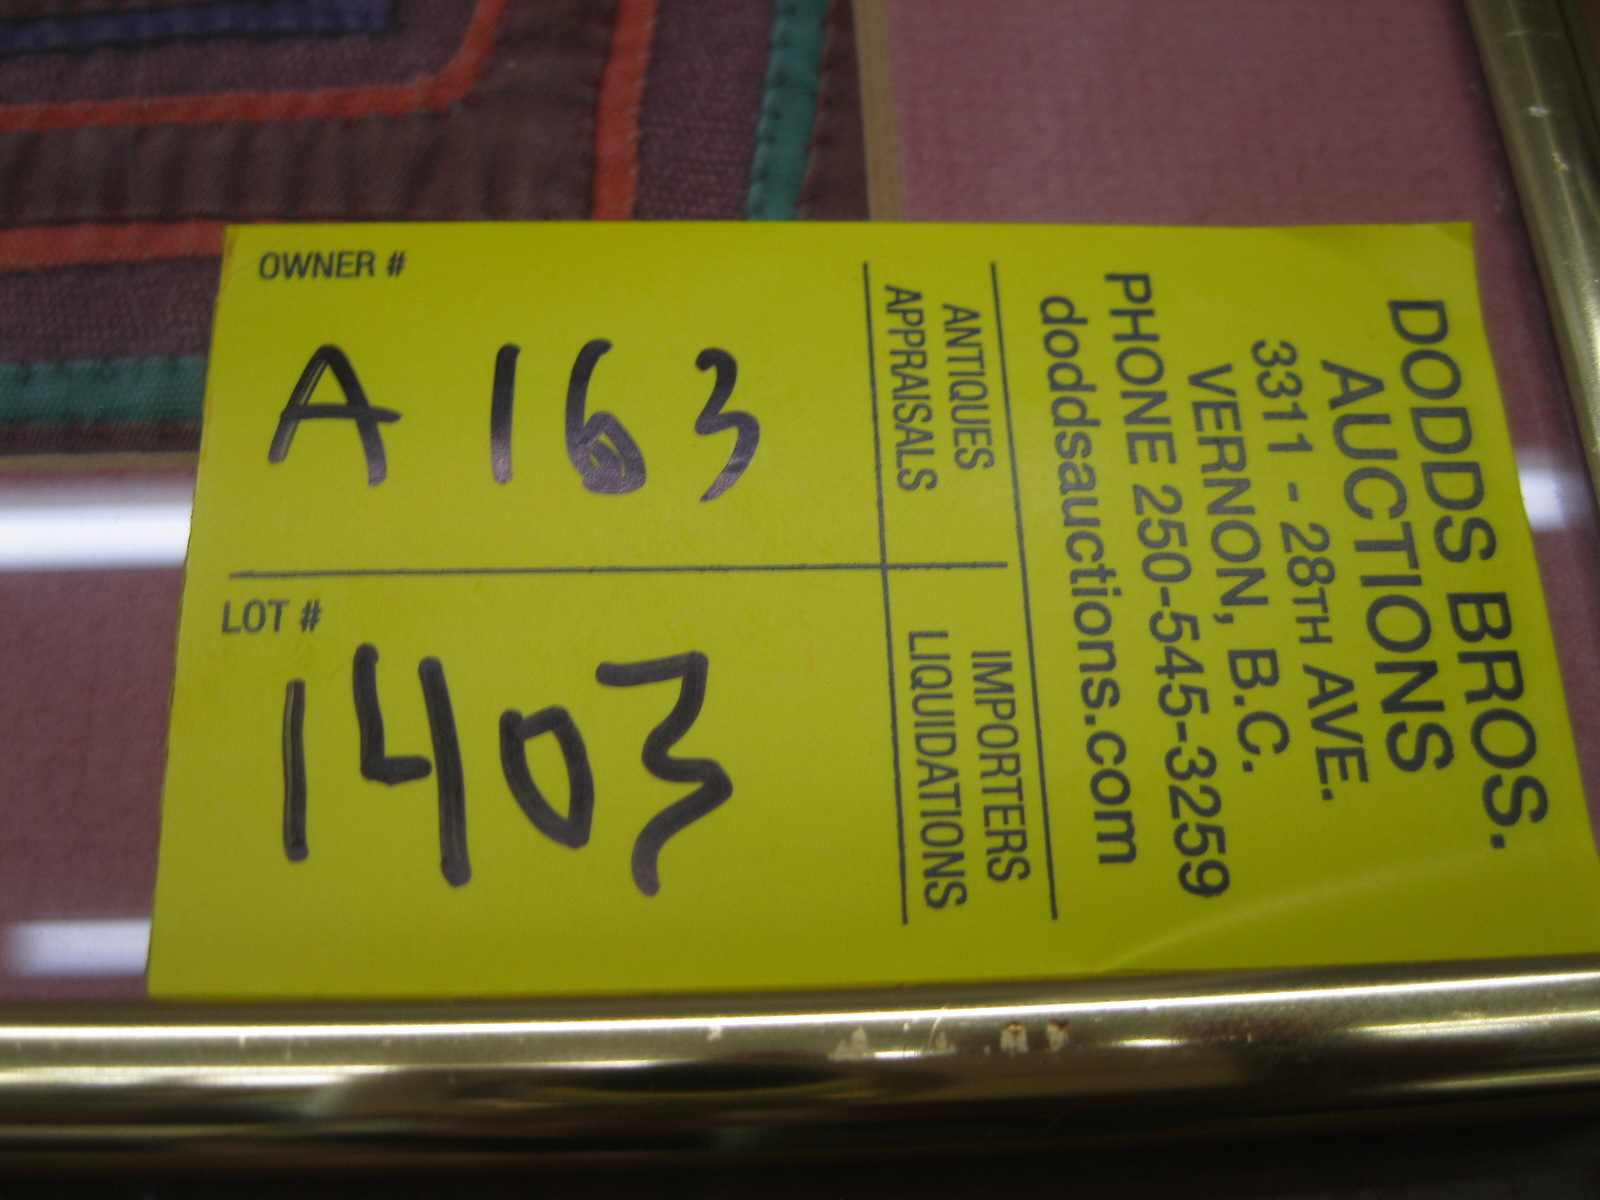 OWNER #
A 163
LOT #
1403
ANTIQUES
APPRAISALS
IMPORTERS
LIQUIDATIONS
DODDS BROS.
AUCTIONS
3311 - 28TH AVE.
VERNON, B.C.
PHONE 250-545-3259
doddsauctions.com